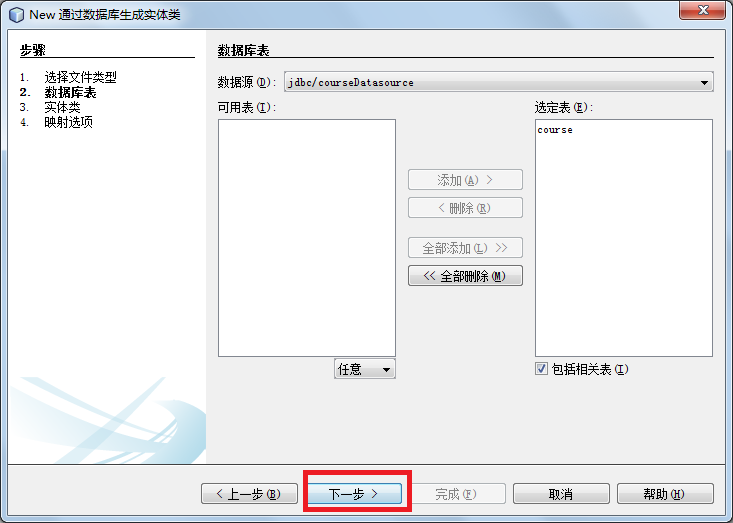 New 通过数据库生成实体类
步骤
1. 选择文件类型
2. 数据库表
3. 实体类
4. 映射选项
数据库表
数据源(D): jdbc/courseDatasource
可用表(I):
选定表(E):
course
添加(A) >
< 删除(R)
全部添加(L) >>
<< 全部删除(M)
任意
包括相关表(I)
< 上一步(B)
下一步 >
完成(F)
取消
帮助(H)